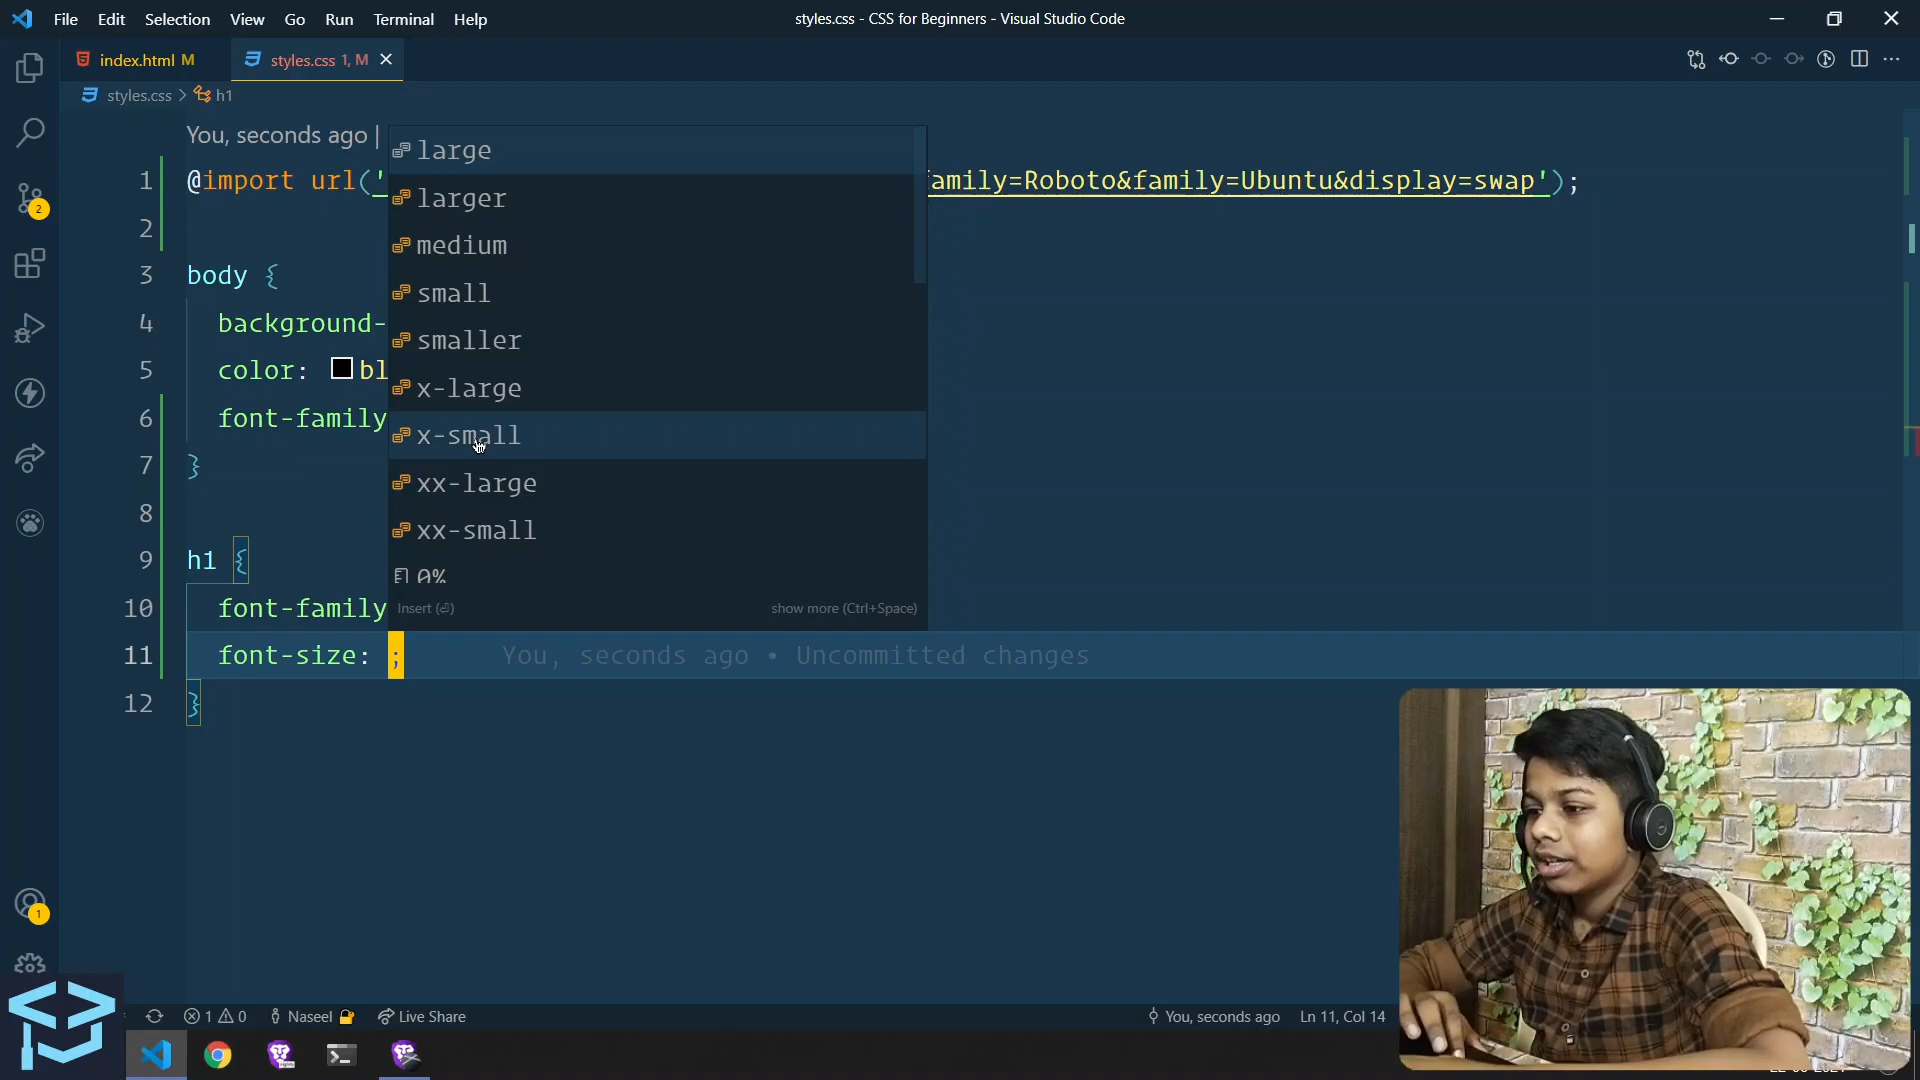 File Edit Selection View Go Run Terminal Help
styles.css - CSS for Beginners - Visual Studio Code
index.html M
styles.css 1, M
styles.css > h1
You, seconds ago |
1 @import url(' amily=Roboto&family=Ubuntu&display=swap');
2
3 body {
4 background-
5 color: bl
6 font-family
7 }
8
9 h1 {
10 font-family
11 font-size: ; You, seconds ago • Uncommitted changes
12 }
large
larger
medium
small
smaller
x-large
x-small
xx-large
xx-small
0%
Insert (⏎) show more (Ctrl+Space)
2
1
1 0 Naseel Live Share
You, seconds ago Ln 11, Col 14